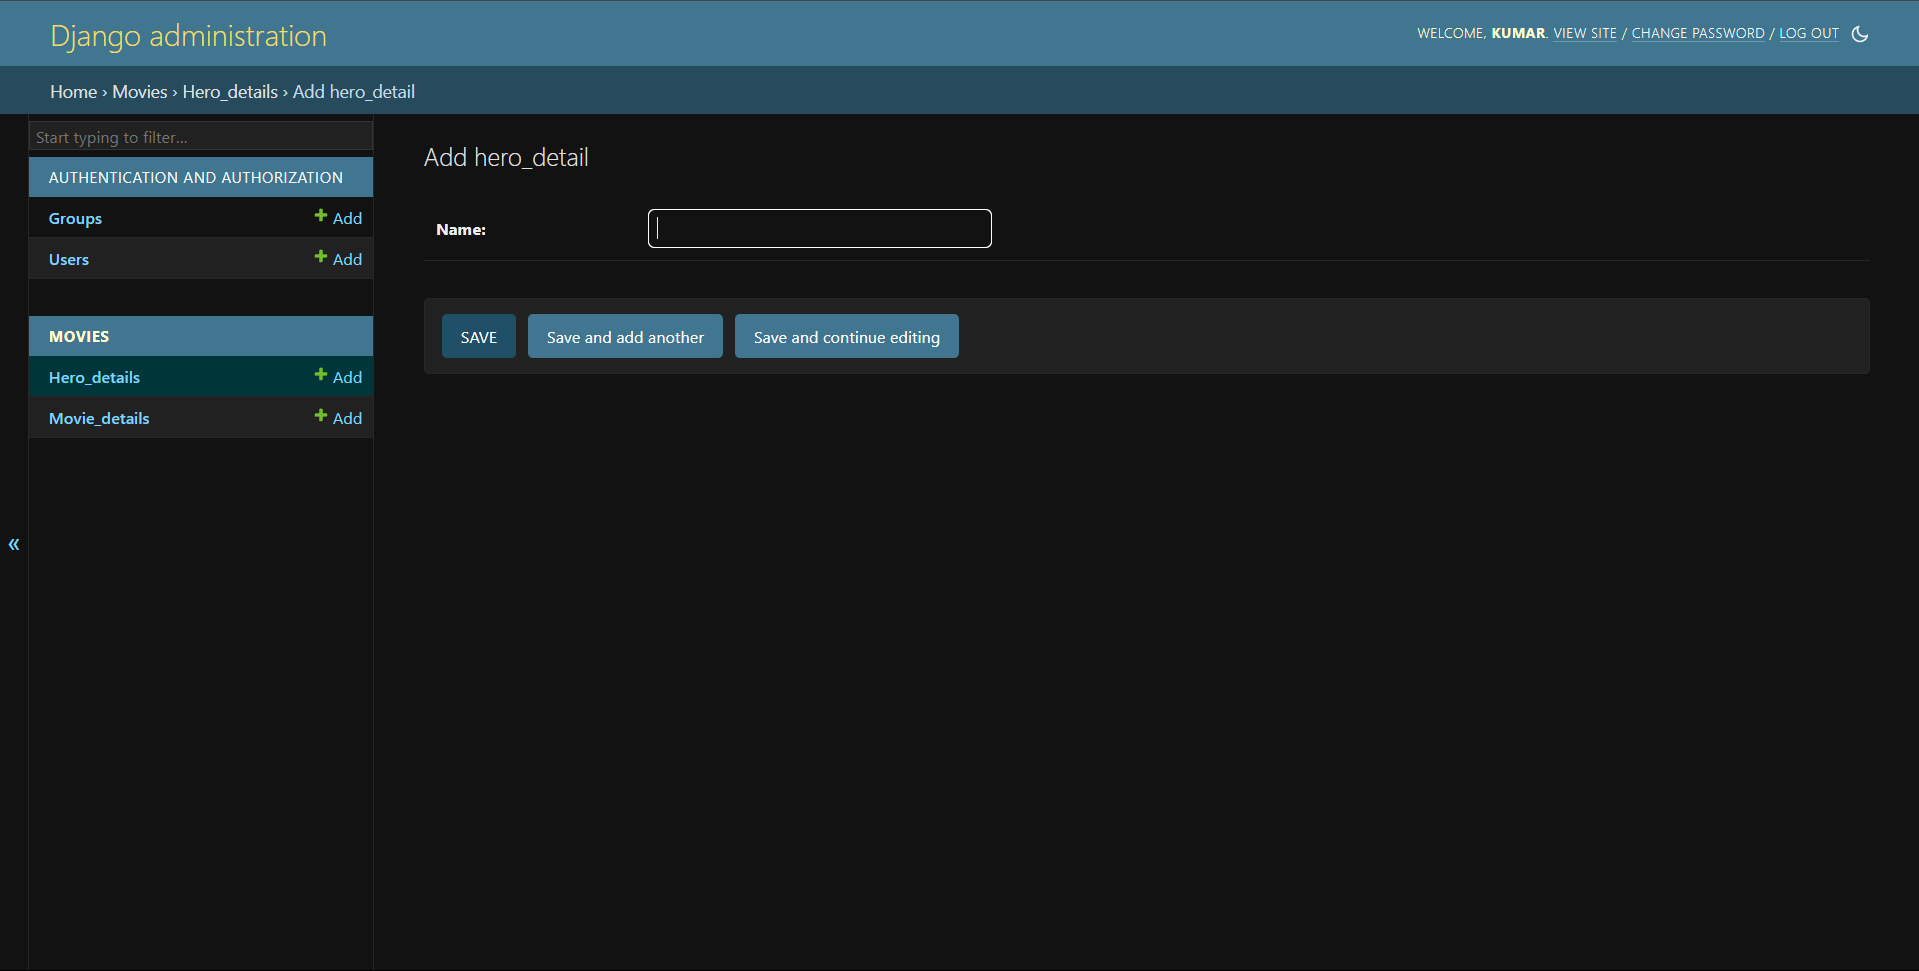 Django administration
WELCOME, KUMAR. VIEW SITE / CHANGE PASSWORD / LOG OUT
Home › Movies › Hero_details › Add hero_detail
Start typing to filter...
AUTHENTICATION AND AUTHORIZATION
Groups + Add
Users + Add
MOVIES
Hero_details + Add
Movie_details + Add
«
Add hero_detail
Name:
SAVE Save and add another Save and continue editing